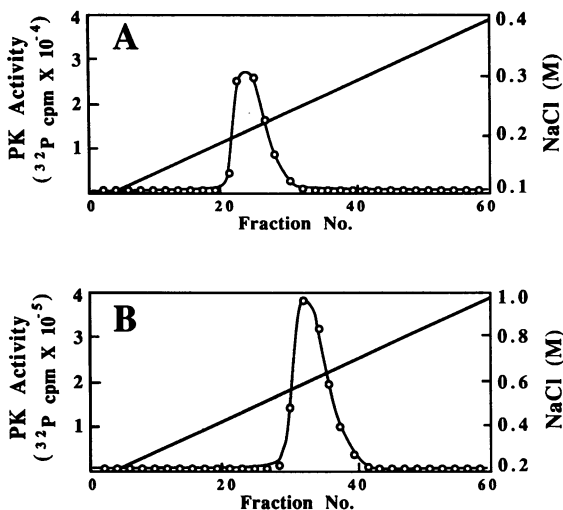 A
PK Activity
(³²P cpm X 10⁻⁴)
4
3
2
1
0.4
0.3
0.2
0.1
NaCl (M)
0 20 40 60
Fraction No.
B
PK Activity
(³²P cpm X 10⁻⁵)
4
3
2
1
1.0
0.8
0.6
0.4
0.2
NaCl (M)
0 20 40 60
Fraction No.